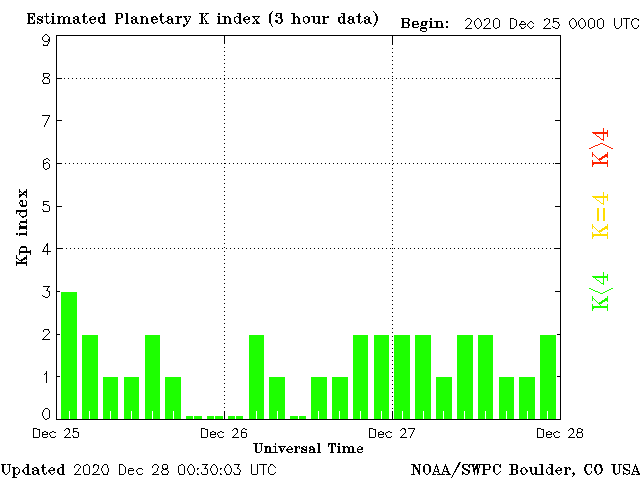 Estimated Planetary K index (3 hour data) Begin: 2020 Dec 25 0000 UTC
9
8
7
6
5
4
3
2
1
0
Kp index
K>4
K=4
K<4
Dec 25 Dec 26 Dec 27 Dec 28
Universal Time
Updated 2020 Dec 28 00:30:03 UTC NOAA/SWPC Boulder, CO USA